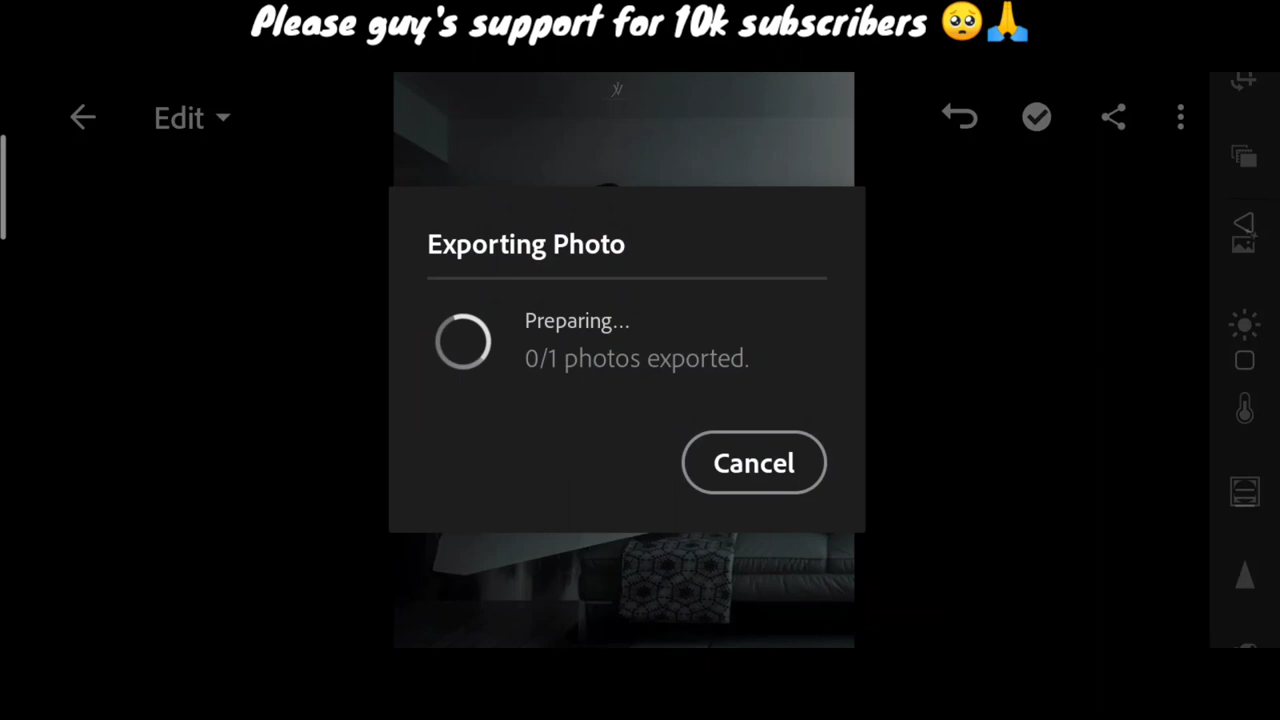 Please guy's support for 10k subscribers 🥺🙏
Edit
Exporting Photo
Preparing...
0/1 photos exported.
Cancel